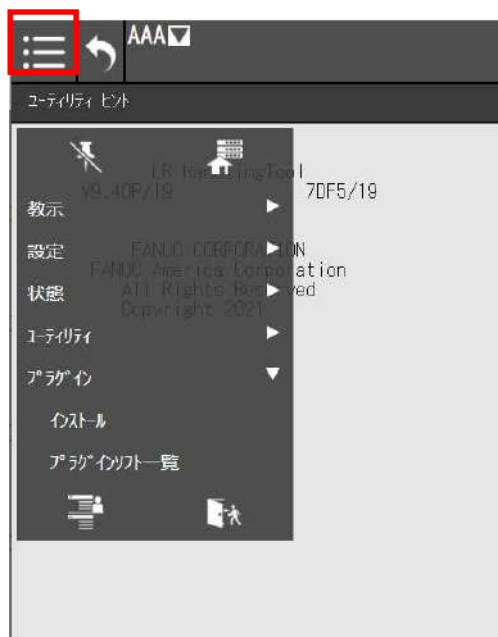 AAA
ユーティリティ ヒント
LR HandlingTool
V9.40P/19 7DF5/19
教示
設定
FANUC CORPORATION
FANUC America Corporation
状態
All Rights Reserved
Copyright 2021
ユーティリティ
プラグイン
インストール
プラグインソフト一覧